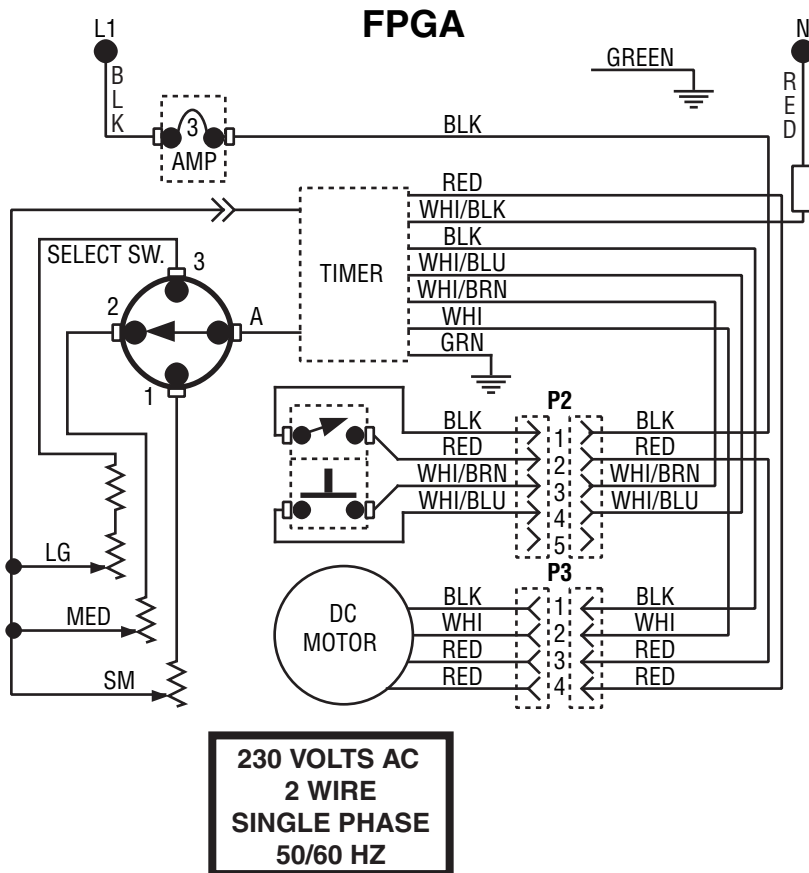 FPGA
L1
N
BLK
GREEN
RED
3
AMP
BLK
RED
WHI/BLK
BLK
WHI/BLU
WHI/BRN
WHI
GRN
TIMER
SELECT SW.
3
2
A
1
P2
BLK 1 BLK
RED 2 RED
WHI/BRN 3 WHI/BRN
WHI/BLU 4 WHI/BLU
5
P3
BLK 1 BLK
WHI 2 WHI
RED 3 RED
RED 4 RED
DC
MOTOR
LG
MED
SM
230 VOLTS AC
2 WIRE
SINGLE PHASE
50/60 HZ